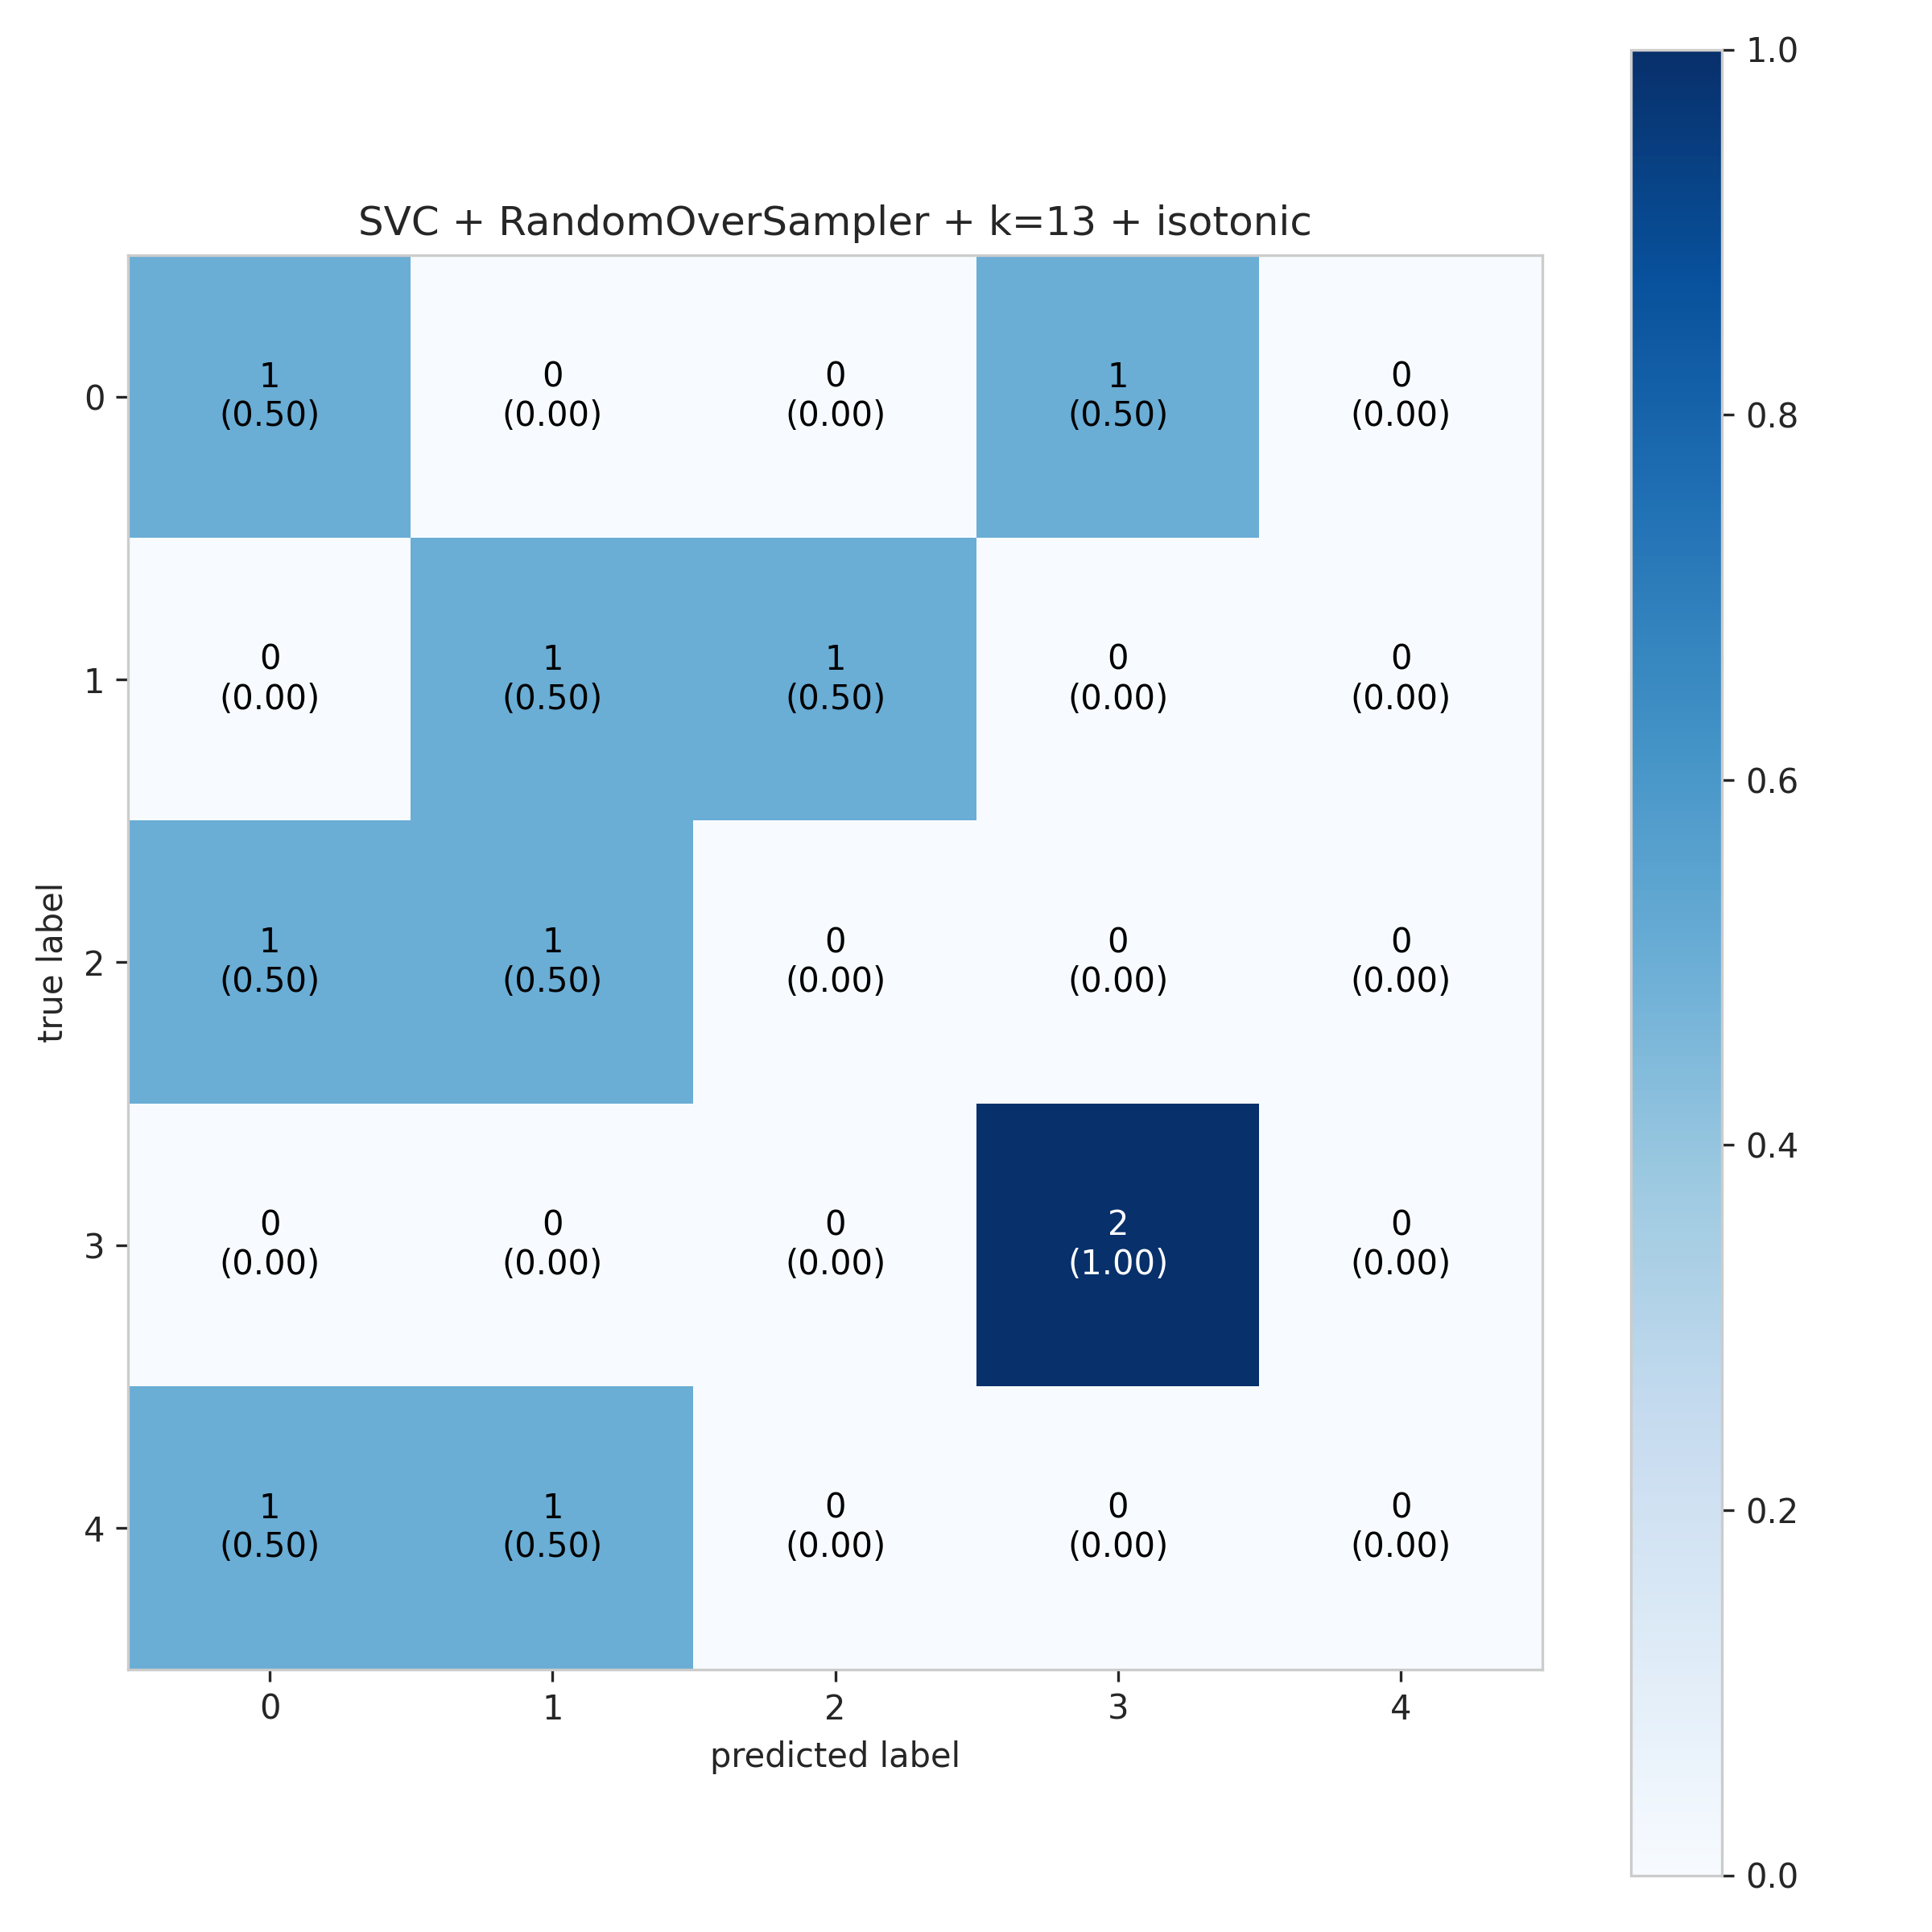 SVC + RandomOverSampler + k=13 + isotonic
1 0 0 1 0
0 (0.50) (0.00) (0.00) (0.50) (0.00)
0 1 1 0 0
1 (0.00) (0.50) (0.50) (0.00) (0.00)
1 1 0 0 0
2 (0.50) (0.50) (0.00) (0.00) (0.00)
0 0 0 2 0
3 (0.00) (0.00) (0.00) (1.00) (0.00)
1 1 0 0 0
4 (0.50) (0.50) (0.00) (0.00) (0.00)
true label
0 1 2 3 4
predicted label
1.0
0.8
0.6
0.4
0.2
0.0